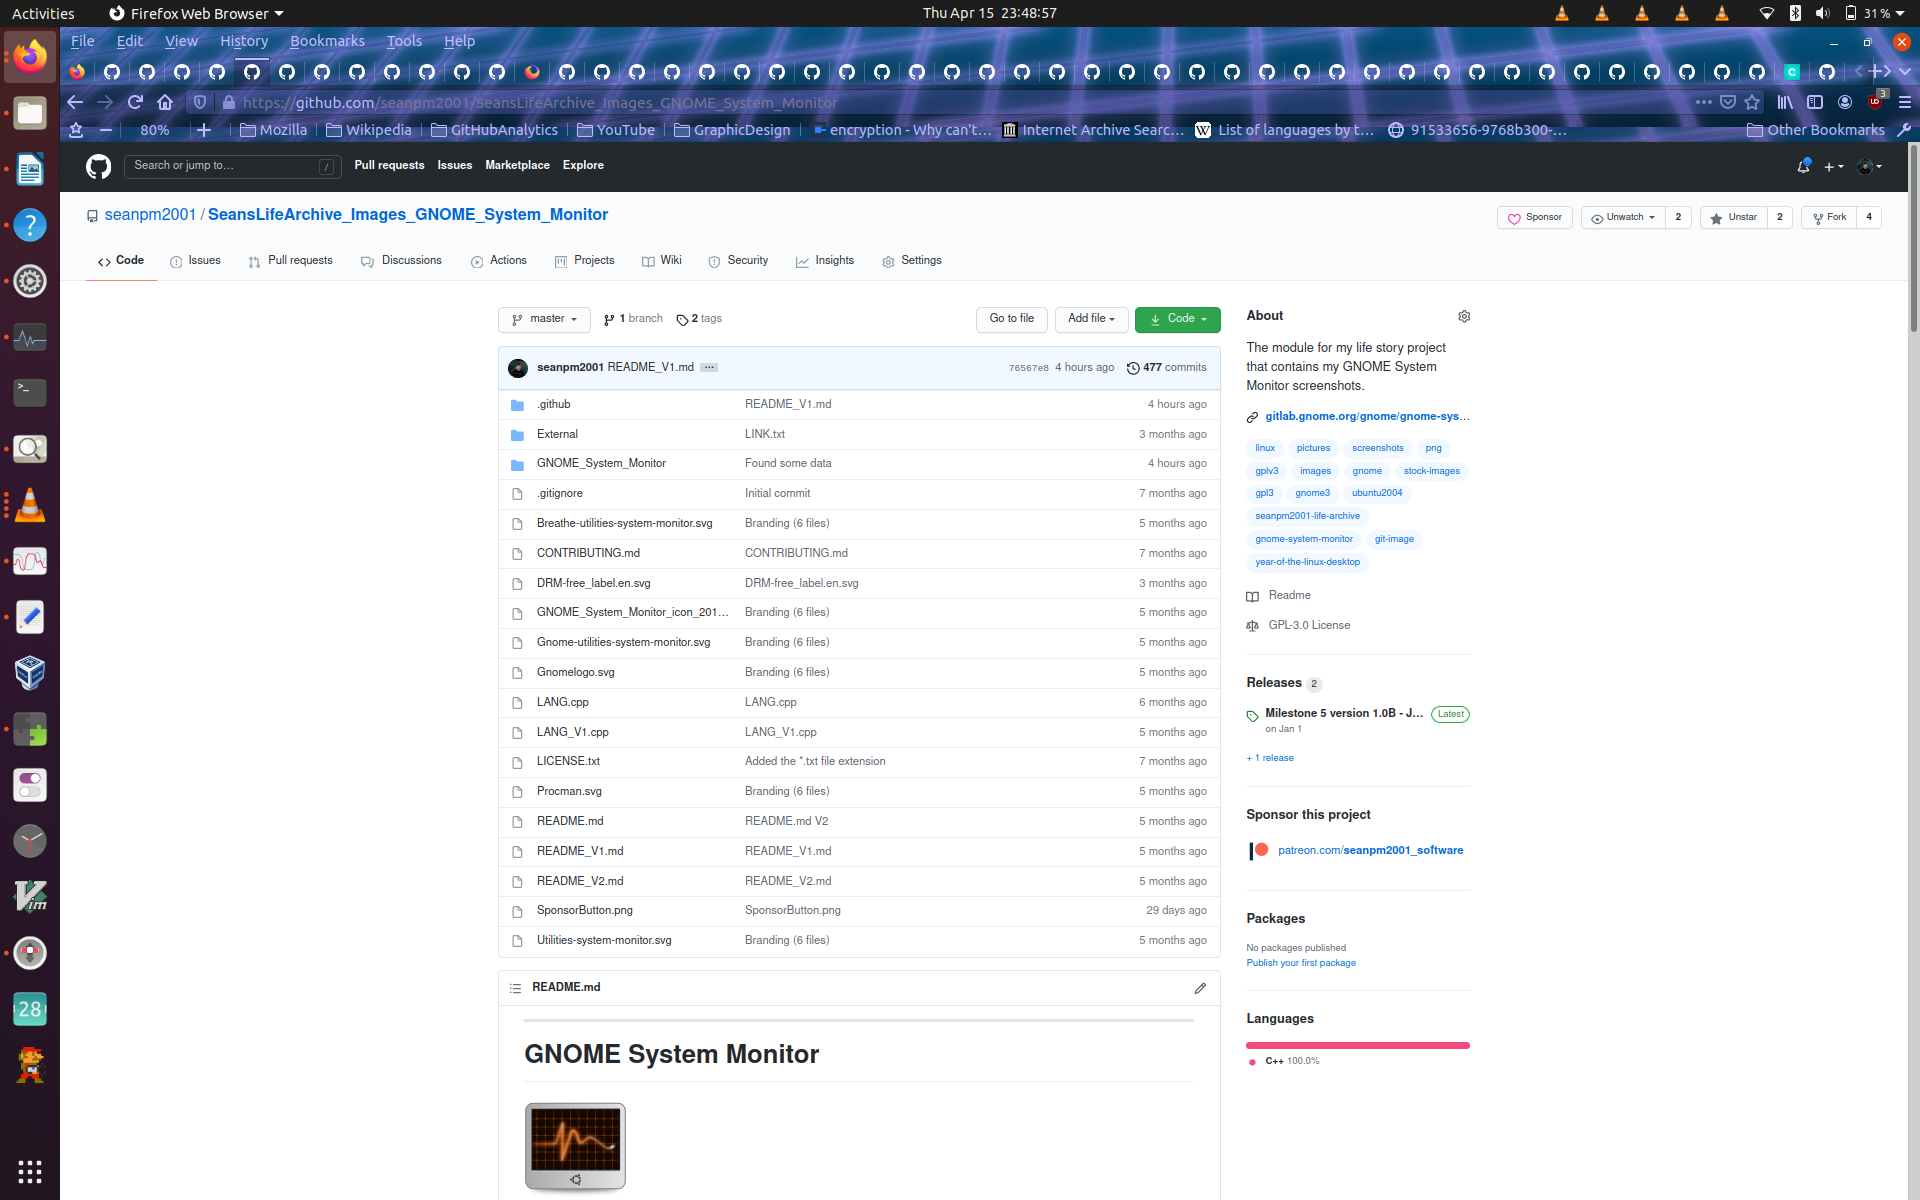 Activities
Firefox Web Browser
Thu Apr 15 23:48:57
31 %
File Edit View History Bookmarks Tools Help
C
https://github.com/seanpm2001/SeansLifeArchive_Images_GNOME_System_Monitor
3
80%
Mozilla
Wikipedia
GitHubAnalytics
YouTube
GraphicDesign
encryption - Why can't…
Internet Archive Searc…
W List of languages by t…
91533656-9768b300-…
Other Bookmarks
Search or jump to…
/
Pull requests Issues Marketplace Explore
seanpm2001 / SeansLifeArchive_Images_GNOME_System_Monitor
Sponsor
Unwatch 2
Unstar 2
Fork 4
Code
Issues
Pull requests
Discussions
Actions
Projects
Wiki
Security
Insights
Settings
master
1 branch
2 tags
Go to file
Add file
Code
seanpm2001 README_V1.md ...
76567e8 4 hours ago
477 commits
.github README_V1.md 4 hours ago
External LINK.txt 3 months ago
GNOME_System_Monitor Found some data 4 hours ago
.gitignore Initial commit 7 months ago
Breathe-utilities-system-monitor.svg Branding (6 files) 5 months ago
CONTRIBUTING.md CONTRIBUTING.md 7 months ago
DRM-free_label.en.svg DRM-free_label.en.svg 3 months ago
GNOME_System_Monitor_icon_201… Branding (6 files) 5 months ago
Gnome-utilities-system-monitor.svg Branding (6 files) 5 months ago
Gnomelogo.svg Branding (6 files) 5 months ago
LANG.cpp LANG.cpp 6 months ago
LANG_V1.cpp LANG_V1.cpp 5 months ago
LICENSE.txt Added the *.txt file extension 7 months ago
Procman.svg Branding (6 files) 5 months ago
README.md README.md V2 5 months ago
README_V1.md README_V1.md 5 months ago
README_V2.md README_V2.md 5 months ago
SponsorButton.png SponsorButton.png 29 days ago
Utilities-system-monitor.svg Branding (6 files) 5 months ago
README.md
GNOME System Monitor
About
The module for my life story project
that contains my GNOME System
Monitor screenshots.
gitlab.gnome.org/gnome/gnome-sys…
linux pictures screenshots png
gplv3 images gnome stock-images
gpl3 gnome3 ubuntu2004
seanpm2001-life-archive
gnome-system-monitor git-image
year-of-the-linux-desktop
Readme
GPL-3.0 License
Releases 2
Milestone 5 version 1.0B - J… Latest
on Jan 1
+ 1 release
Sponsor this project
patreon.com/seanpm2001_software
Packages
No packages published
Publish your first package
Languages
C++ 100.0%
?
>_
Vim
28